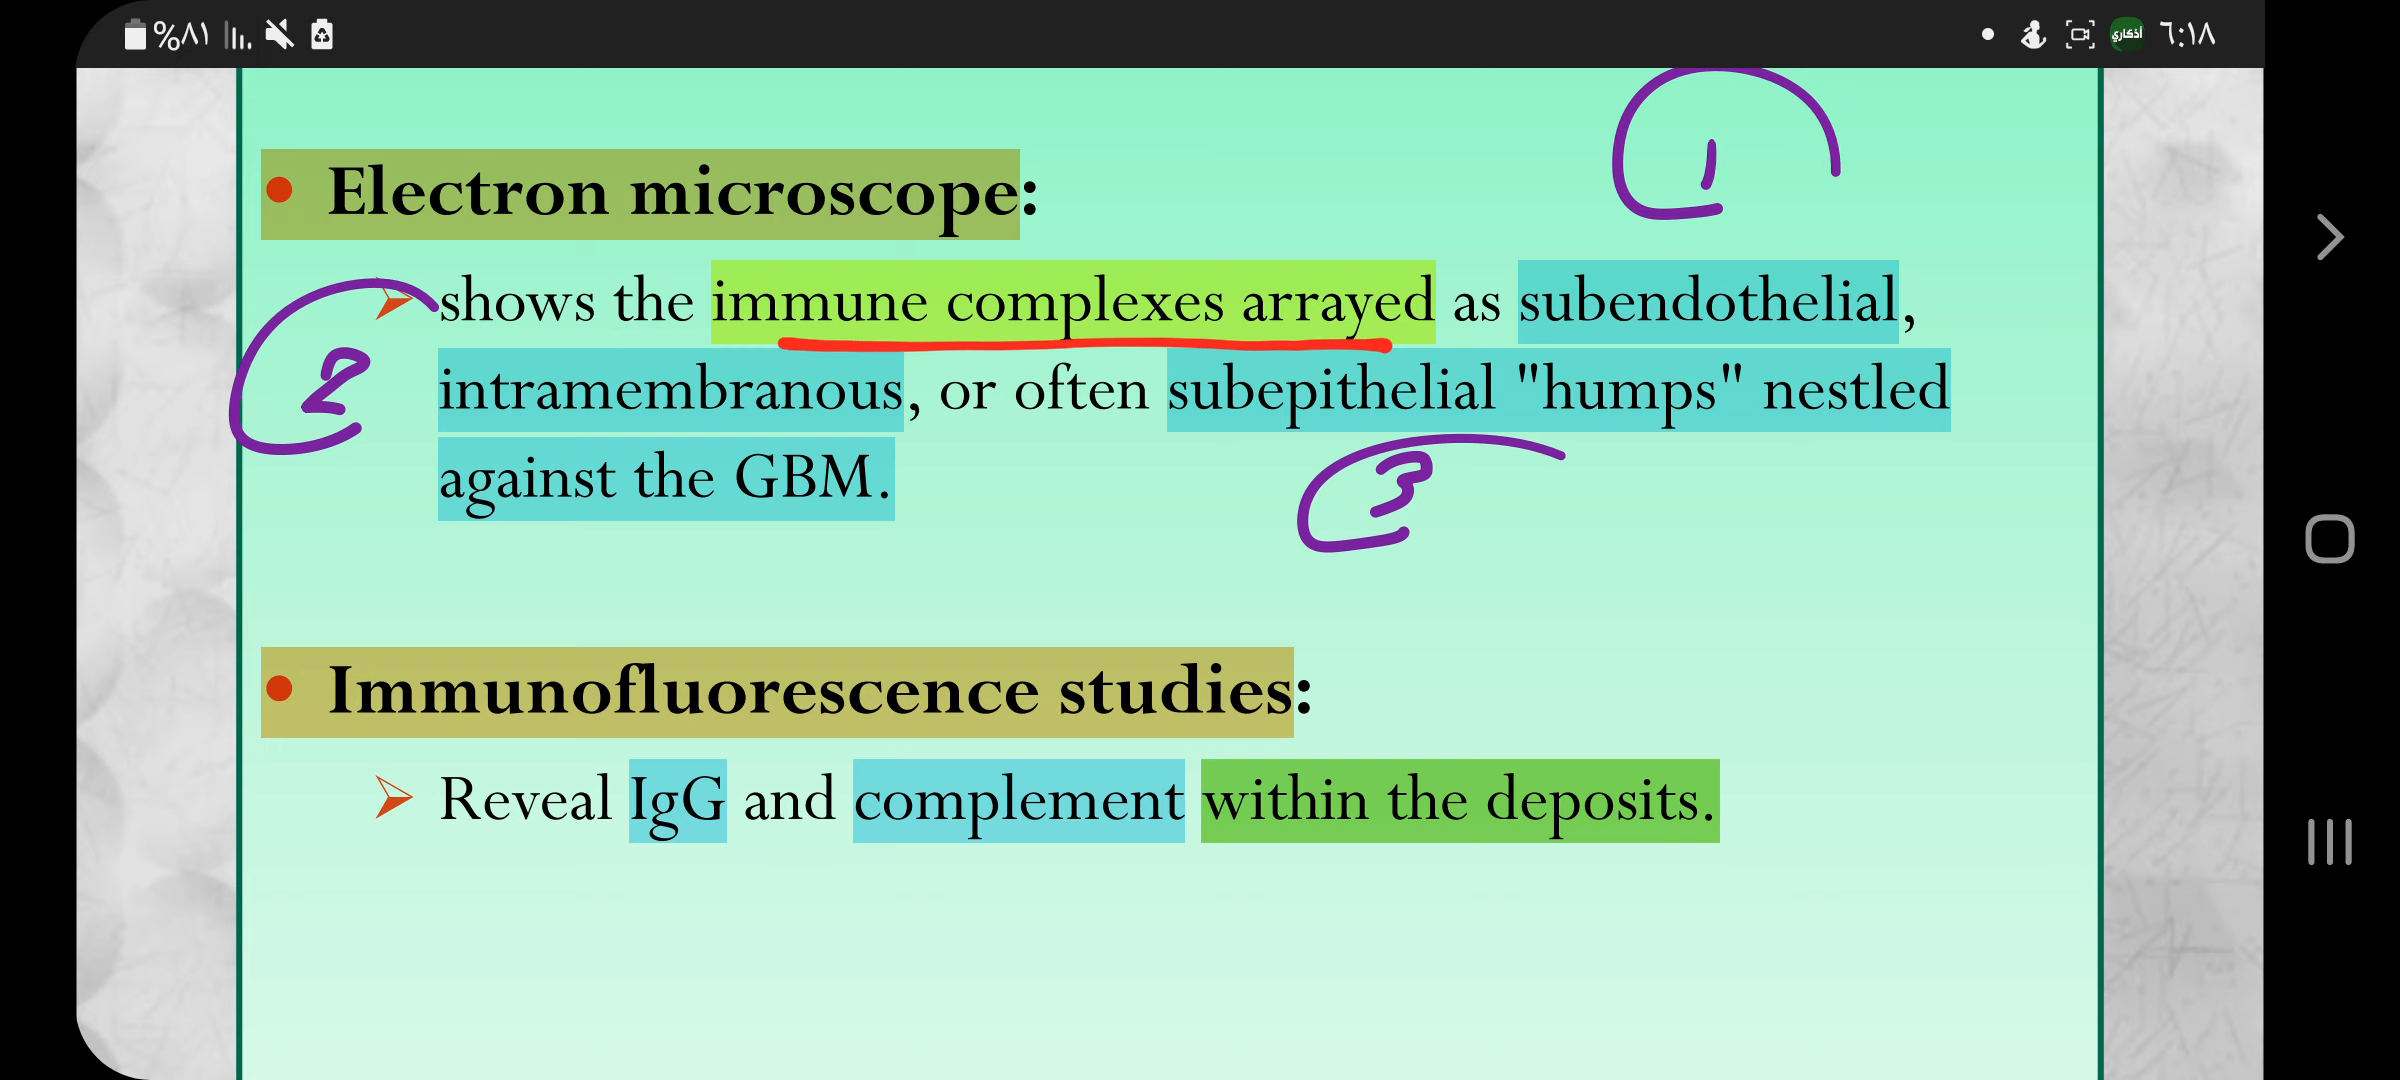 %٨١
أذكاري
٦:١٨
1
• Electron microscope:
shows the immune complexes arrayed as subendothelial,
2
intramembranous, or often subepithelial "humps" nestled
against the GBM.
3
• Immunofluorescence studies:
Reveal IgG and complement within the deposits.